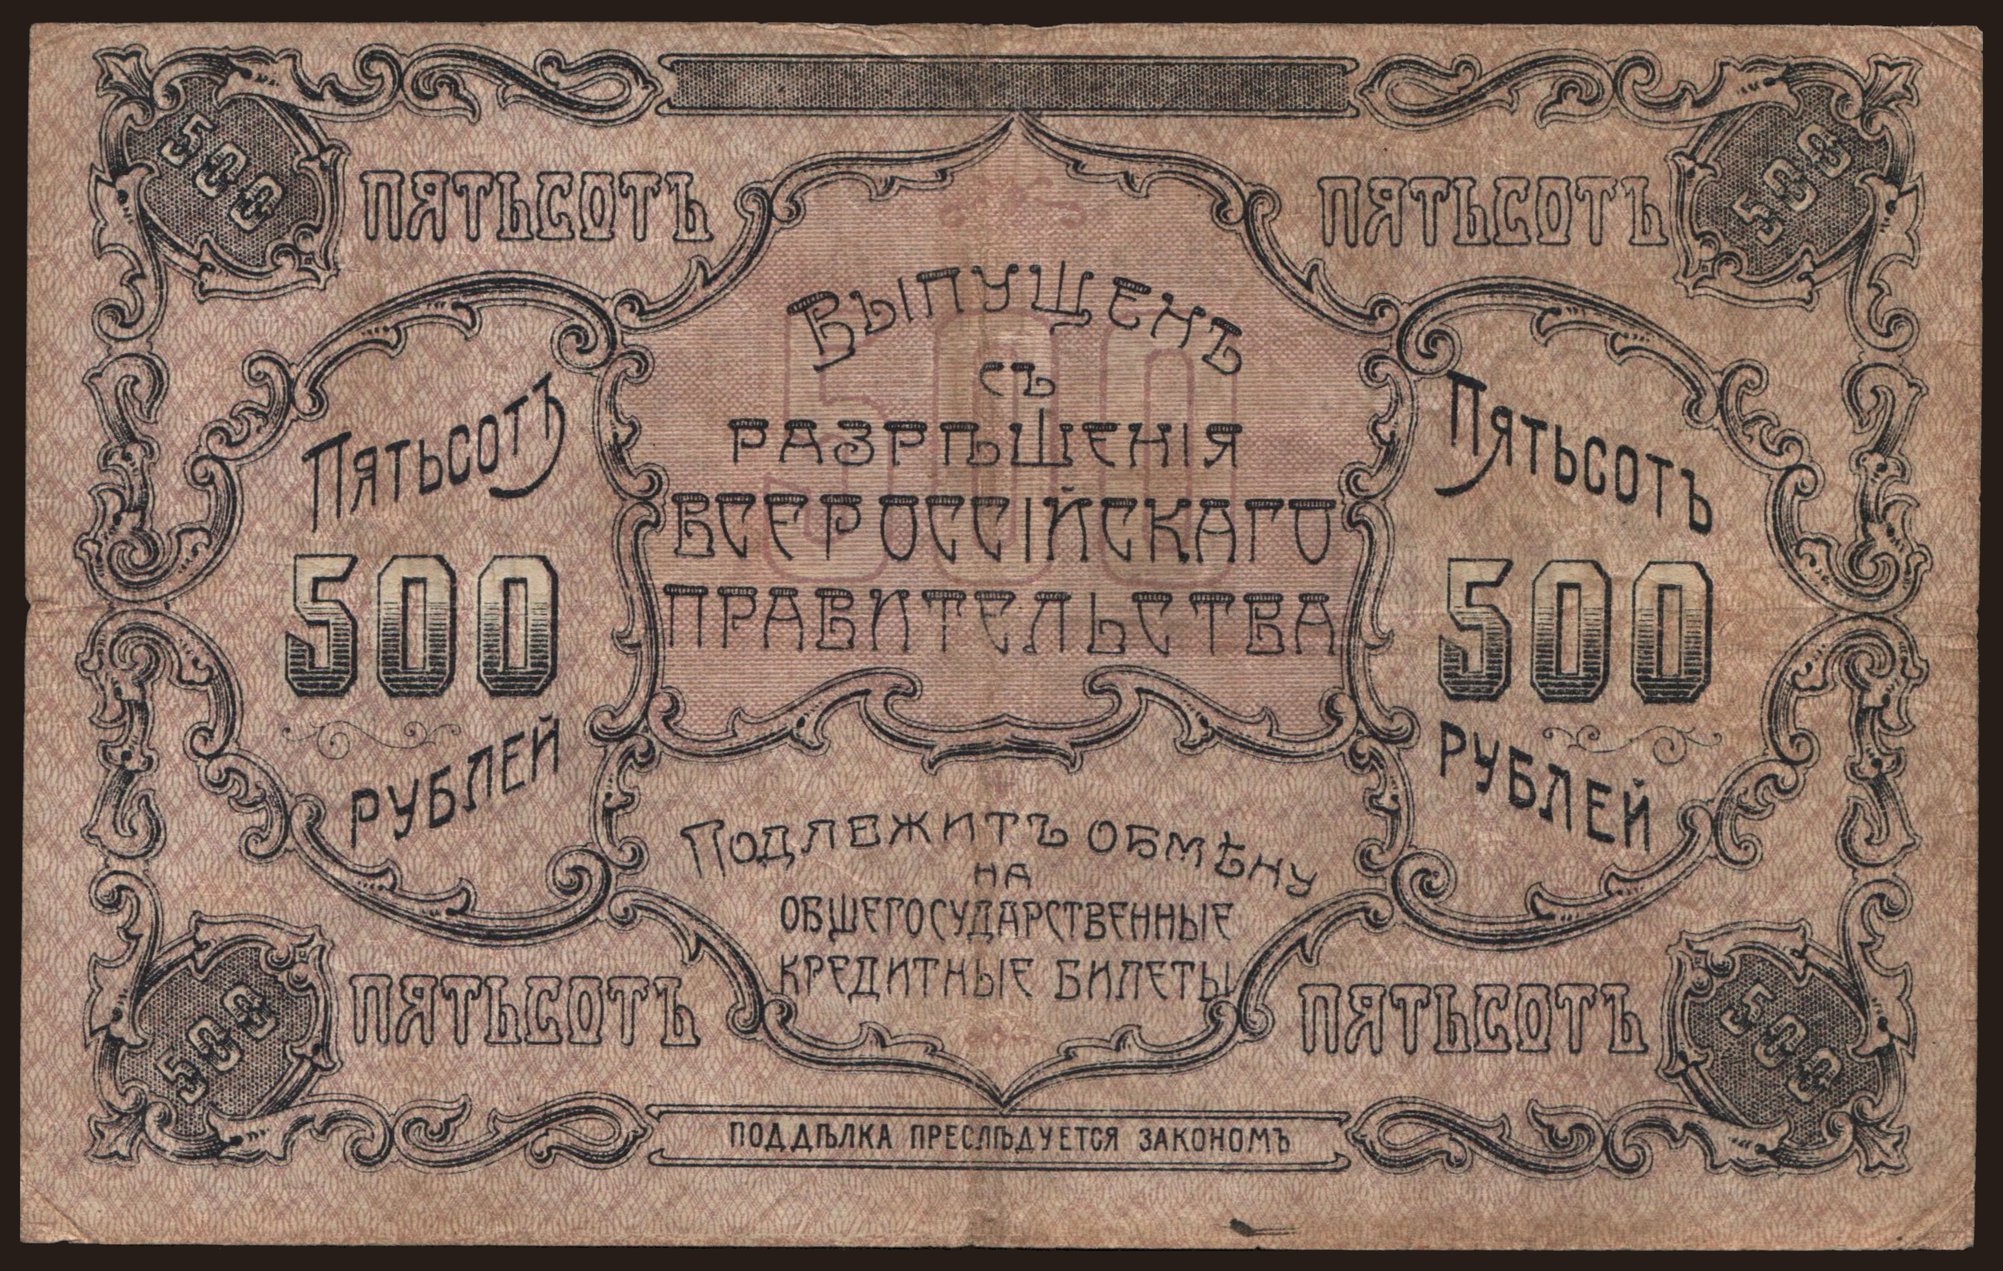 500
ПЯТЬСОТЪ
ПЯТЬСОТЪ
500
ВЫПУЩЕНЪ
СЪ
РАЗРѢШЕНІЯ
ВСЕРОССІЙСКАГО
ПРАВИТЕЛЬСТВА
500
ПЯТЬСОТЪ
500
РУБЛЕЙ
ПЯТЬСОТЪ
500
РУБЛЕЙ
ПОДЛЕЖИТЪ ОБМѢНУ
НА
ОБЩЕГОСУДАРСТВЕННЫЕ
КРЕДИТНЫЕ БИЛЕТЫ
500
ПЯТЬСОТЪ
ПЯТЬСОТЪ
500
ПОДДѢЛКА ПРЕСЛѢДУЕТСЯ ЗАКОНОМЪ